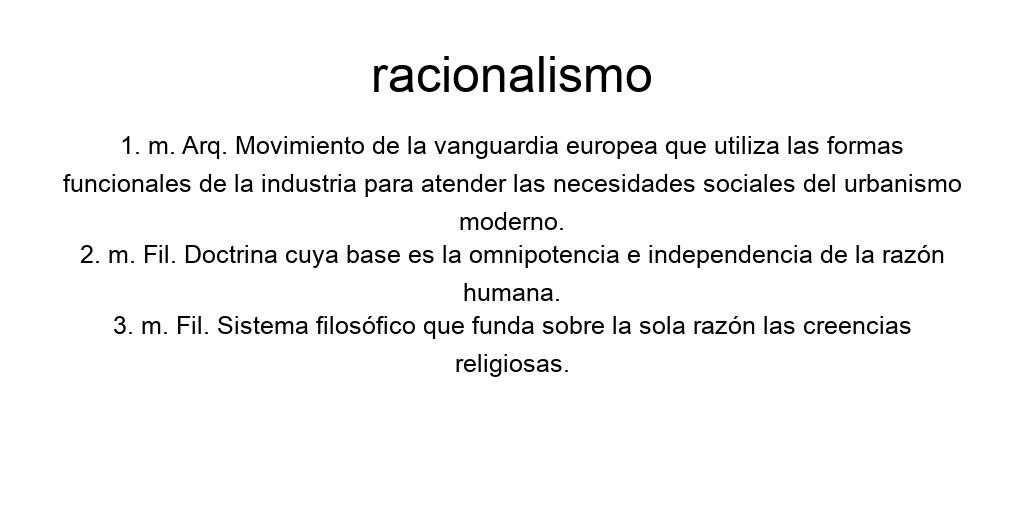 racionalismo
1. m. Arq. Movimiento de la vanguardia europea que utiliza las formas
funcionales de la industria para atender las necesidades sociales del urbanismo
moderno.
2. m. Fil. Doctrina cuya base es la omnipotencia e independencia de la razón
humana.
3. m. Fil. Sistema filosófico que funda sobre la sola razón las creencias
religiosas.